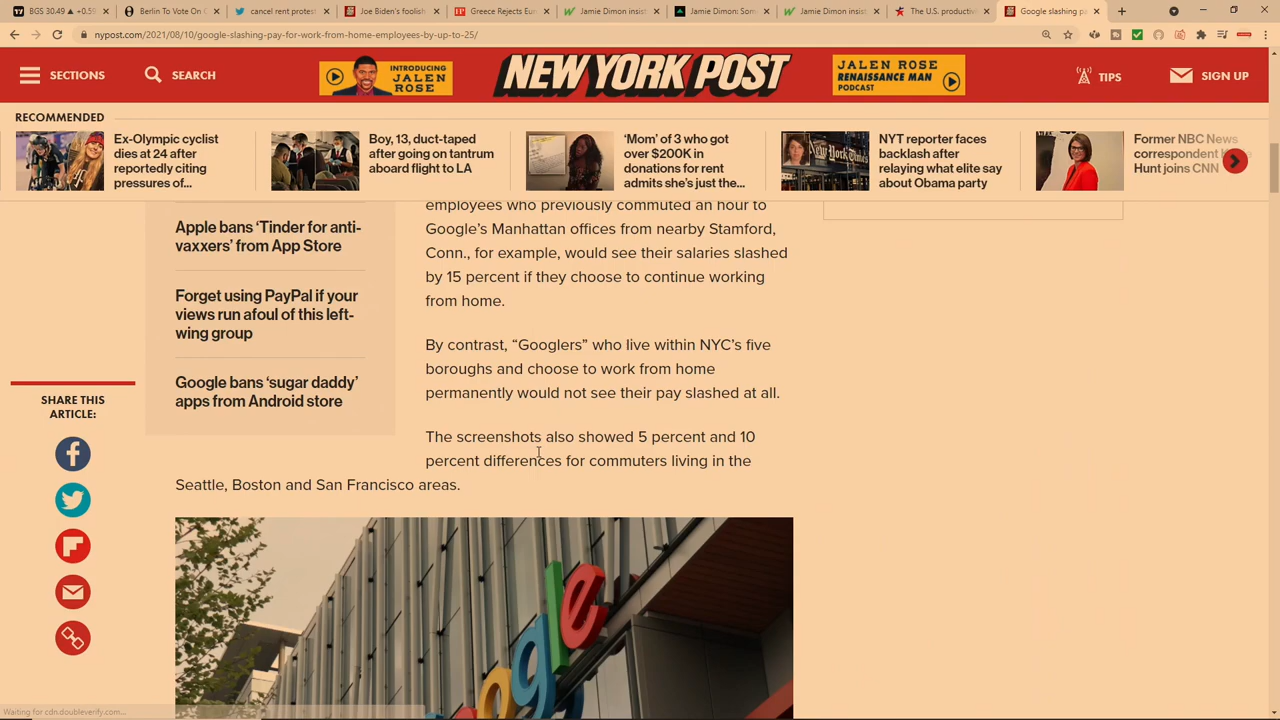 BGS 30.49 ▲ +0.59
Berlin To Vote On
cancel rent protest
Joe Biden's foolish
Greece Rejects Eur
Jamie Dimon insist
Jamie Dimon: Som
Jamie Dimon insist
The U.S. producti
Google slashing pa
nypost.com/2021/08/10/google-slashing-pay-for-work-from-home-employees-by-up-to-25/
SECTIONS
SEARCH
INTRODUCING
JALEN
ROSE
NEW YORK POST
JALEN ROSE
RENAISSANCE MAN
PODCAST
TIPS
SIGN UP
RECOMMENDED
Ex-Olympic cyclist
dies at 24 after
reportedly citing
pressures of...
Boy, 13, duct-taped
after going on tantrum
aboard flight to LA
‘Mom’ of 3 who got
over $200K in
donations for rent
admits she’s just the...
NYT reporter faces
backlash after
relaying what elite say
about Obama party
Former NBC News
correspondent
Hunt joins CNN
Apple bans ‘Tinder for anti-
vaxxers’ from App Store
Forget using PayPal if your
views run afoul of this left-
wing group
Google bans ‘sugar daddy’
apps from Android store
SHARE THIS
ARTICLE:
employees who previously commuted an hour to
Google’s Manhattan offices from nearby Stamford,
Conn., for example, would see their salaries slashed
by 15 percent if they choose to continue working
from home.
By contrast, “Googlers” who live within NYC’s five
boroughs and choose to work from home
permanently would not see their pay slashed at all.
The screenshots also showed 5 percent and 10
percent differences for commuters living in the
Seattle, Boston and San Francisco areas.
Google
Waiting for cdn.doubleverify.com...